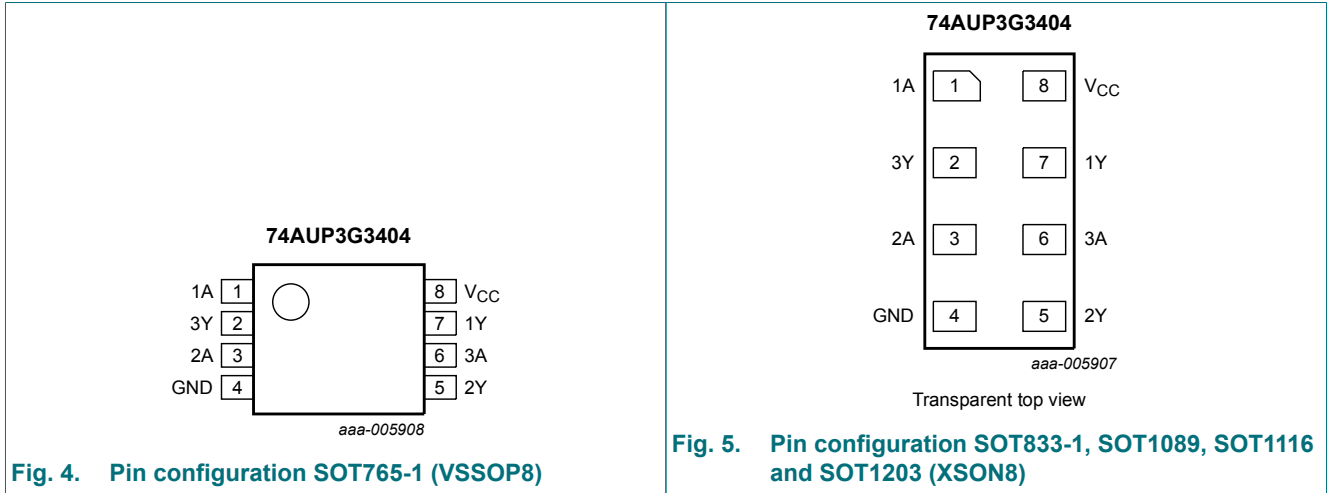 74AUP3G3404
1A 1 8 VCC
3Y 2 7 1Y
2A 3 6 3A
GND 4 5 2Y
aaa-005908
Fig. 4. Pin configuration SOT765-1 (VSSOP8)
74AUP3G3404
1A 1 8 VCC
3Y 2 7 1Y
2A 3 6 3A
GND 4 5 2Y
aaa-005907
Transparent top view
Fig. 5. Pin configuration SOT833-1, SOT1089, SOT1116
and SOT1203 (XSON8)